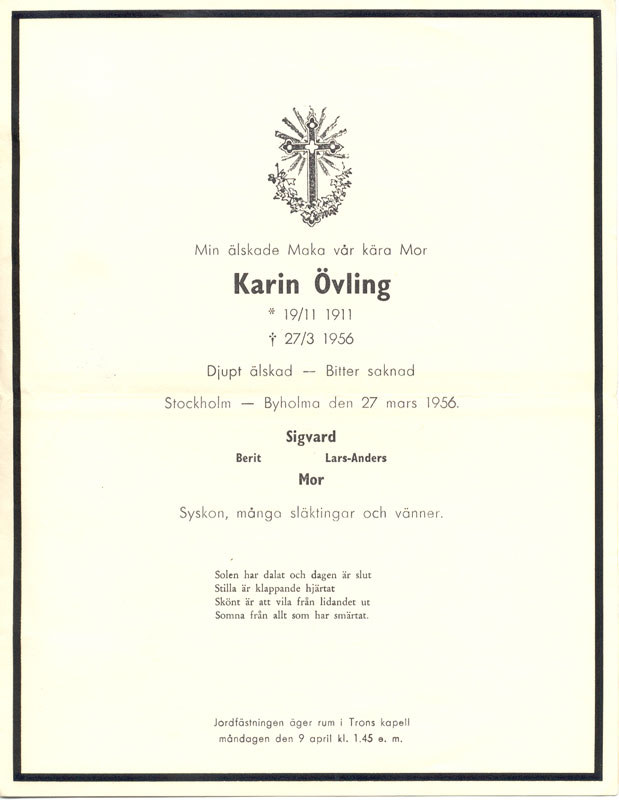 Min älskade Maka vår kära Mor
Karin Övling
* 19/11 1911
† 27/3 1956
Djupt älskad — Bitter saknad
Stockholm — Byholma den 27 mars 1956.
Sigvard
Berit Lars-Anders
Mor
Syskon, många släktingar och vänner.
Solen har dalat och dagen är slut
Stilla är klappande hjärtat
Skönt är att vila från lidandet ut
Somna från allt som har smärtat.
Jordfästningen äger rum i Trons kapell
måndagen den 9 april kl. 1.45 e. m.